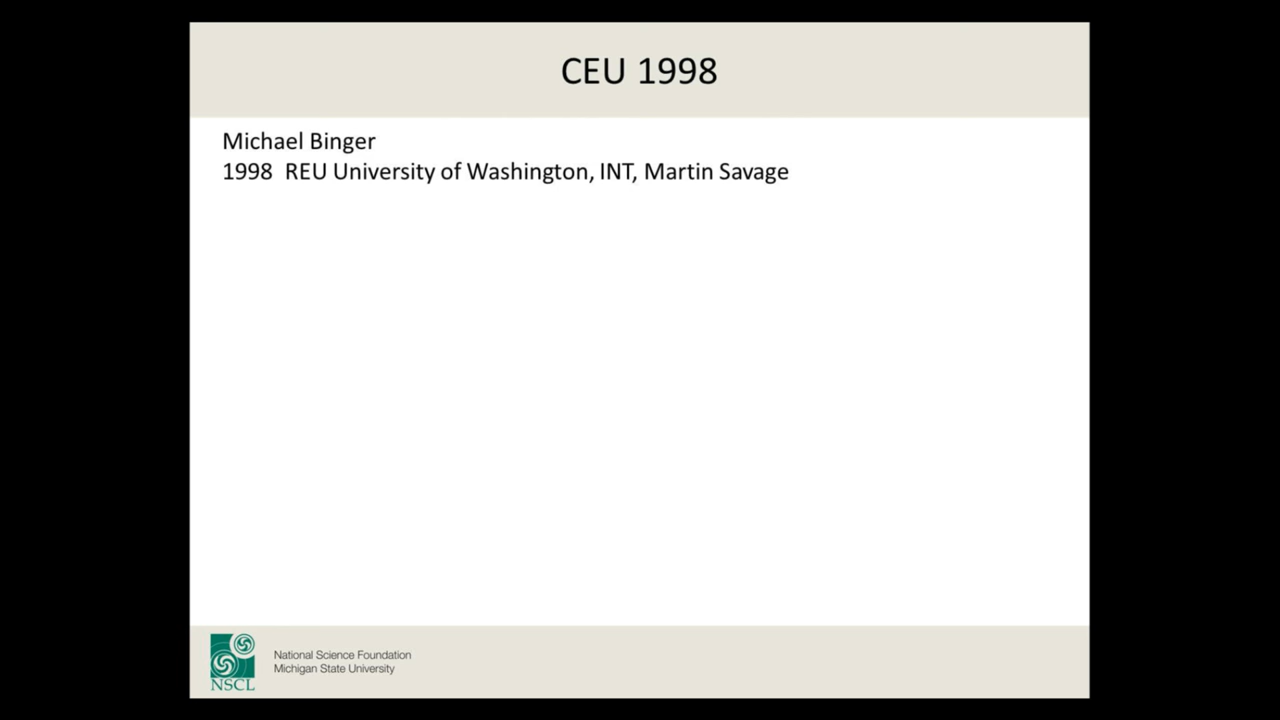 CEU 1998
Michael Binger
1998 REU University of Washington, INT, Martin Savage
NSCL
National Science Foundation
Michigan State University